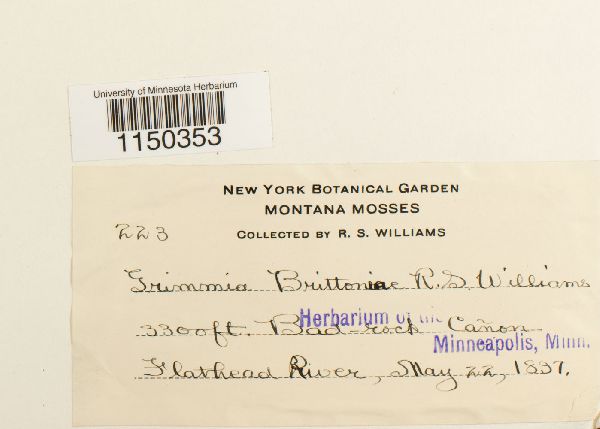 University of Minnesota Herbarium
1150353
NEW YORK BOTANICAL GARDEN
MONTANA MOSSES
223
COLLECTED BY R. S. WILLIAMS
Grimmia Brittoniae R.S. Williams
3300ft. Bad-rock Cañon
Herbarium of the
Minneapolis, Minn.
Flathead River, May 22, 1897.